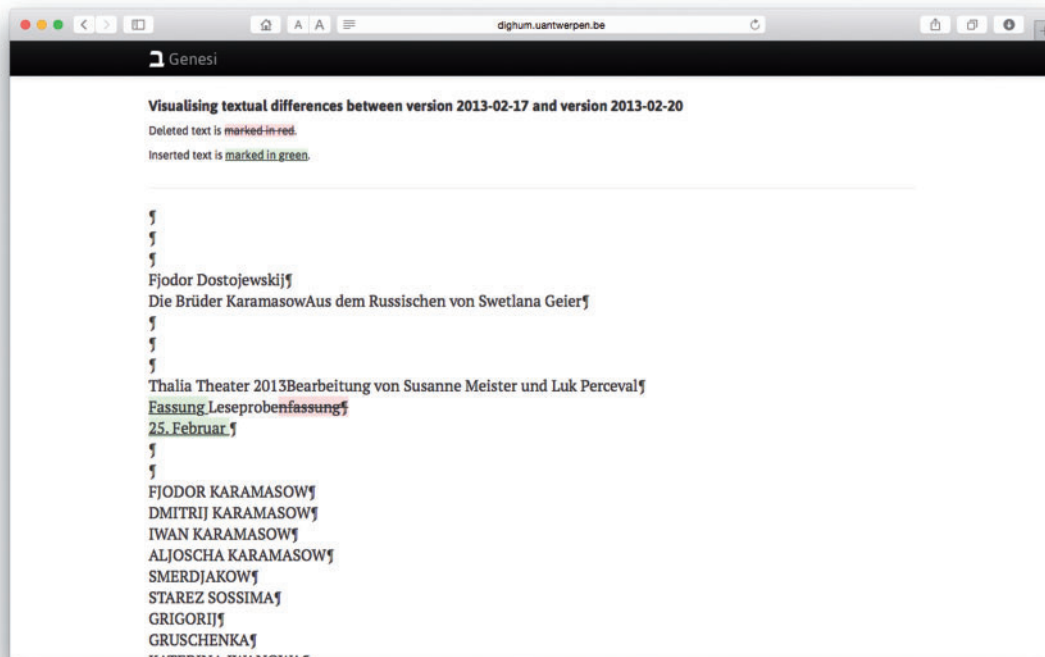 A A dighum.uantwerpen.be
Genesi
Visualising textual differences between version 2013-02-17 and version 2013-02-20
Deleted text is marked in red.
Inserted text is marked in green.
¶
¶
¶
Fjodor Dostojewskij¶
Die Brüder KaramasowAus dem Russischen von Swetlana Geier¶
¶
¶
¶
Thalia Theater 2013Bearbeitung von Susanne Meister und Luk Perceval¶
Fassung Leseprobenfassung¶
25. Februar ¶
¶
¶
FJODOR KARAMASOW¶
DMITRIJ KARAMASOW¶
IWAN KARAMASOW¶
ALJOSCHA KARAMASOW¶
SMERDJAKOW¶
STAREZ SOSSIMA¶
GRIGORIJ¶
GRUSCHENKA¶